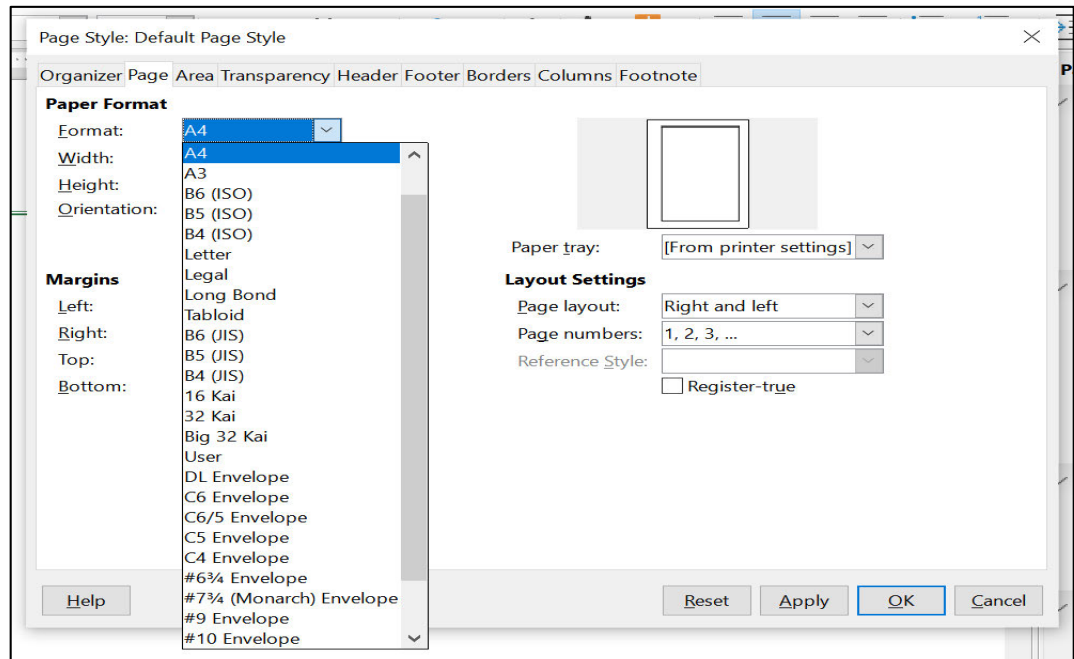 Page Style: Default Page Style
Organizer Page Area Transparency Header Footer Borders Columns Footnote
Paper Format
Format: A4
Width:
Height:
Orientation:
A4
A3
B6 (ISO)
B5 (ISO)
B4 (ISO)
Letter
Legal
Long Bond
Tabloid
B6 (JIS)
B5 (JIS)
B4 (JIS)
16 Kai
32 Kai
Big 32 Kai
User
DL Envelope
C6 Envelope
C6/5 Envelope
C5 Envelope
C4 Envelope
#6¾ Envelope
#7¾ (Monarch) Envelope
#9 Envelope
#10 Envelope
Margins
Left:
Right:
Top:
Bottom:
Paper tray: [From printer settings]
Layout Settings
Page layout: Right and left
Page numbers: 1, 2, 3, ...
Reference Style:
Register-true
Help
Reset Apply OK Cancel
P